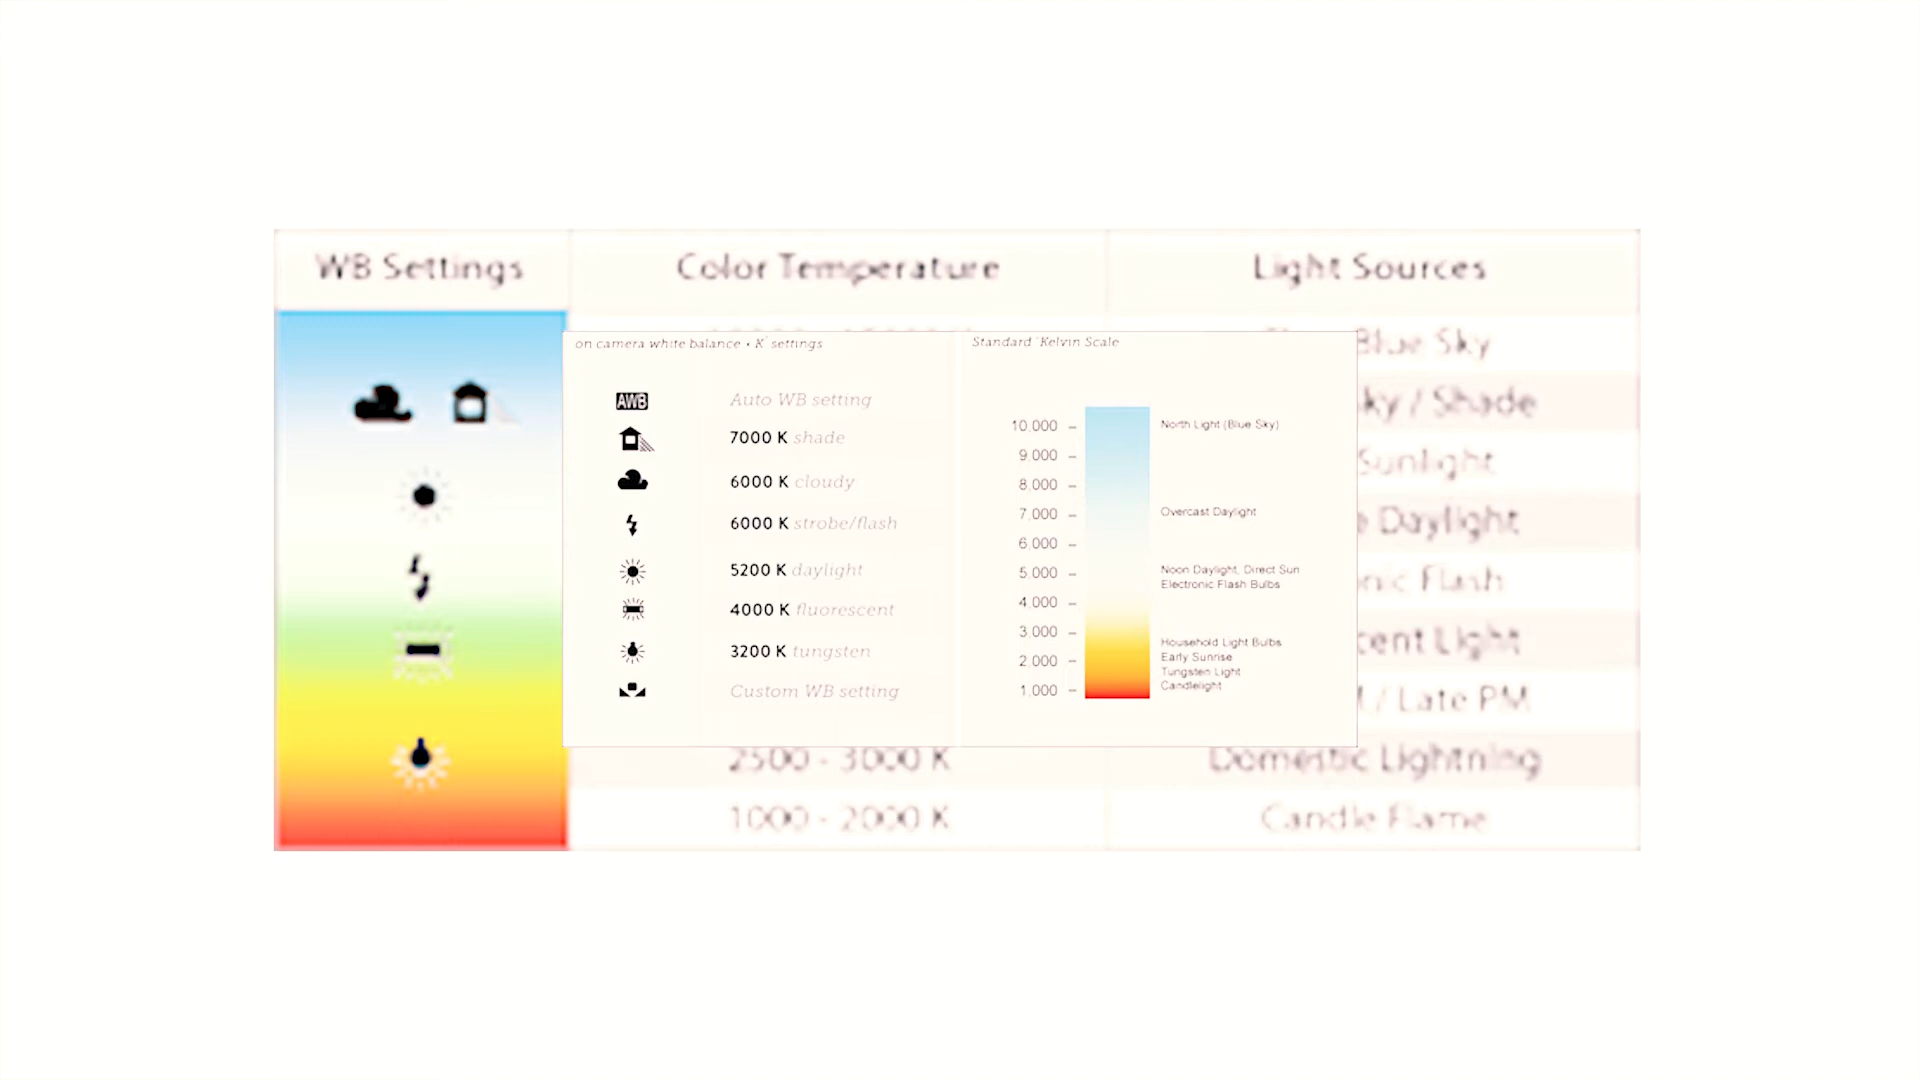 WB Settings
Color Temperature
Light Sources
Blue Sky
/ Shade
Sunlight
Daylight
Flash
Light
/ Late PM
2500 - 3000 K
Domestic Lightning
1000 - 2000 K
Candle Flame
on camera white balance • K° settings
AWB
Auto WB setting
7000 K shade
6000 K cloudy
6000 K strobe/flash
5200 K daylight
4000 K fluorescent
3200 K tungsten
Custom WB setting
Standard °Kelvin Scale
10.000 – North Light (Blue Sky)
9.000 –
8,000 –
7.000 – Overcast Daylight
6.000 –
5,000 – Noon Daylight, Direct Sun
Electronic Flash Bulbs
4.000 –
3.000 – Household Light Bulbs
Early Sunrise
2.000 –
Tungsten Light
1,000 – Candlelight